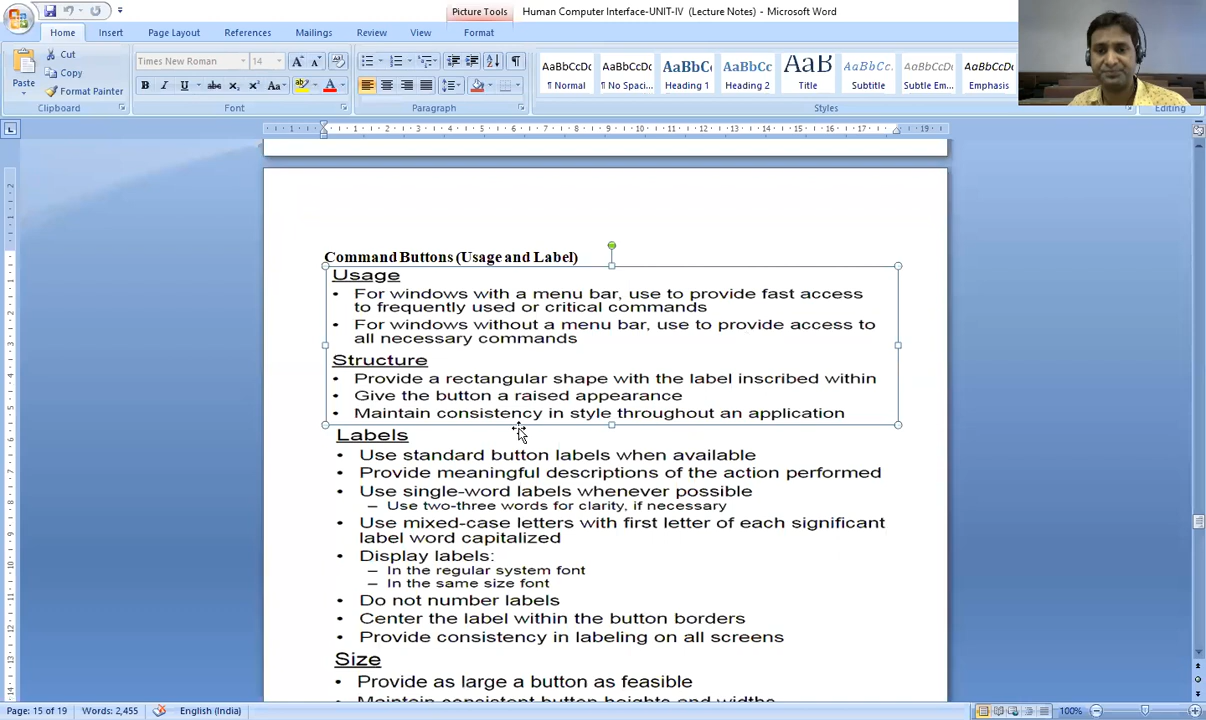 Picture Tools
Human Computer Interface-UNIT-IV (Lecture Notes) - Microsoft Word
Home
Insert
Page Layout
References
Mailings
Review
View
Format
Paste
Cut
Copy
Format Painter
Clipboard
Times New Roman
14
Font
Paragraph
AaBbCcDc
¶ Normal
AaBbCcDc
¶ No Spaci...
AaBbCc
Heading 1
AaBbCc
Heading 2
AaB
Title
AaBbCc
Subtitle
AaBbCcDc
Subtle Em...
AaBbCcDc
Emphasis
Styles
Editing
Command Buttons (Usage and Label)
Usage
• For windows with a menu bar, use to provide fast access
to frequently used or critical commands
• For windows without a menu bar, use to provide access to
all necessary commands
Structure
• Provide a rectangular shape with the label inscribed within
• Give the button a raised appearance
• Maintain consistency in style throughout an application
Labels
• Use standard button labels when available
• Provide meaningful descriptions of the action performed
• Use single-word labels whenever possible
– Use two-three words for clarity, if necessary
• Use mixed-case letters with first letter of each significant
label word capitalized
• Display labels:
– In the regular system font
– In the same size font
• Do not number labels
• Center the label within the button borders
• Provide consistency in labeling on all screens
Size
• Provide as large a button as feasible
• Maintain consistent button heights and widths
Page: 15 of 19
Words: 2,455
English (India)
100%